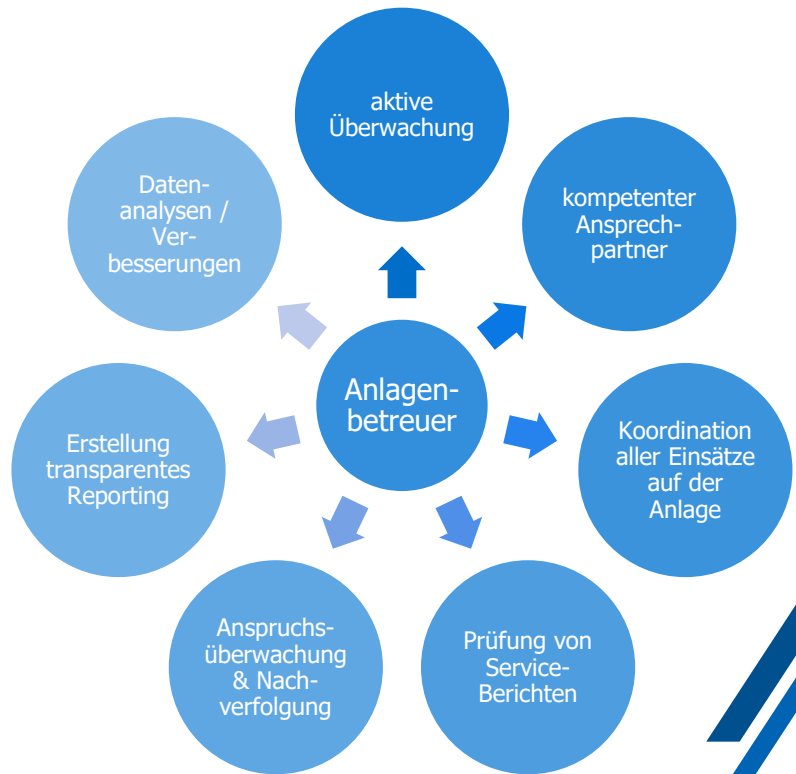 aktive
Überwachung
kompetenter
Ansprech-
partner
Koordination
aller Einsätze
auf der
Anlage
Prüfung von
Service-
Berichten
Anspruchs-
überwachung
& Nach-
verfolgung
Erstellung
transparentes
Reporting
Daten-
analysen /
Ver-
besserungen
Anlagen-
betreuer